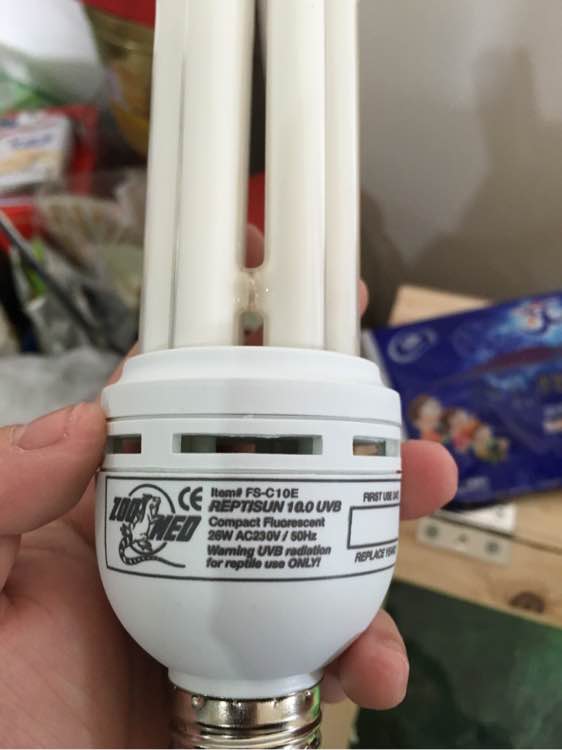 ZOO MED
CE
Item# FS-C10E
REPTISUN 10.0 UVB
Compact Fluorescent
26W AC230V / 50Hz
Warning UVB radiation
for reptile use ONLY!
FIRST USE
REPLACE